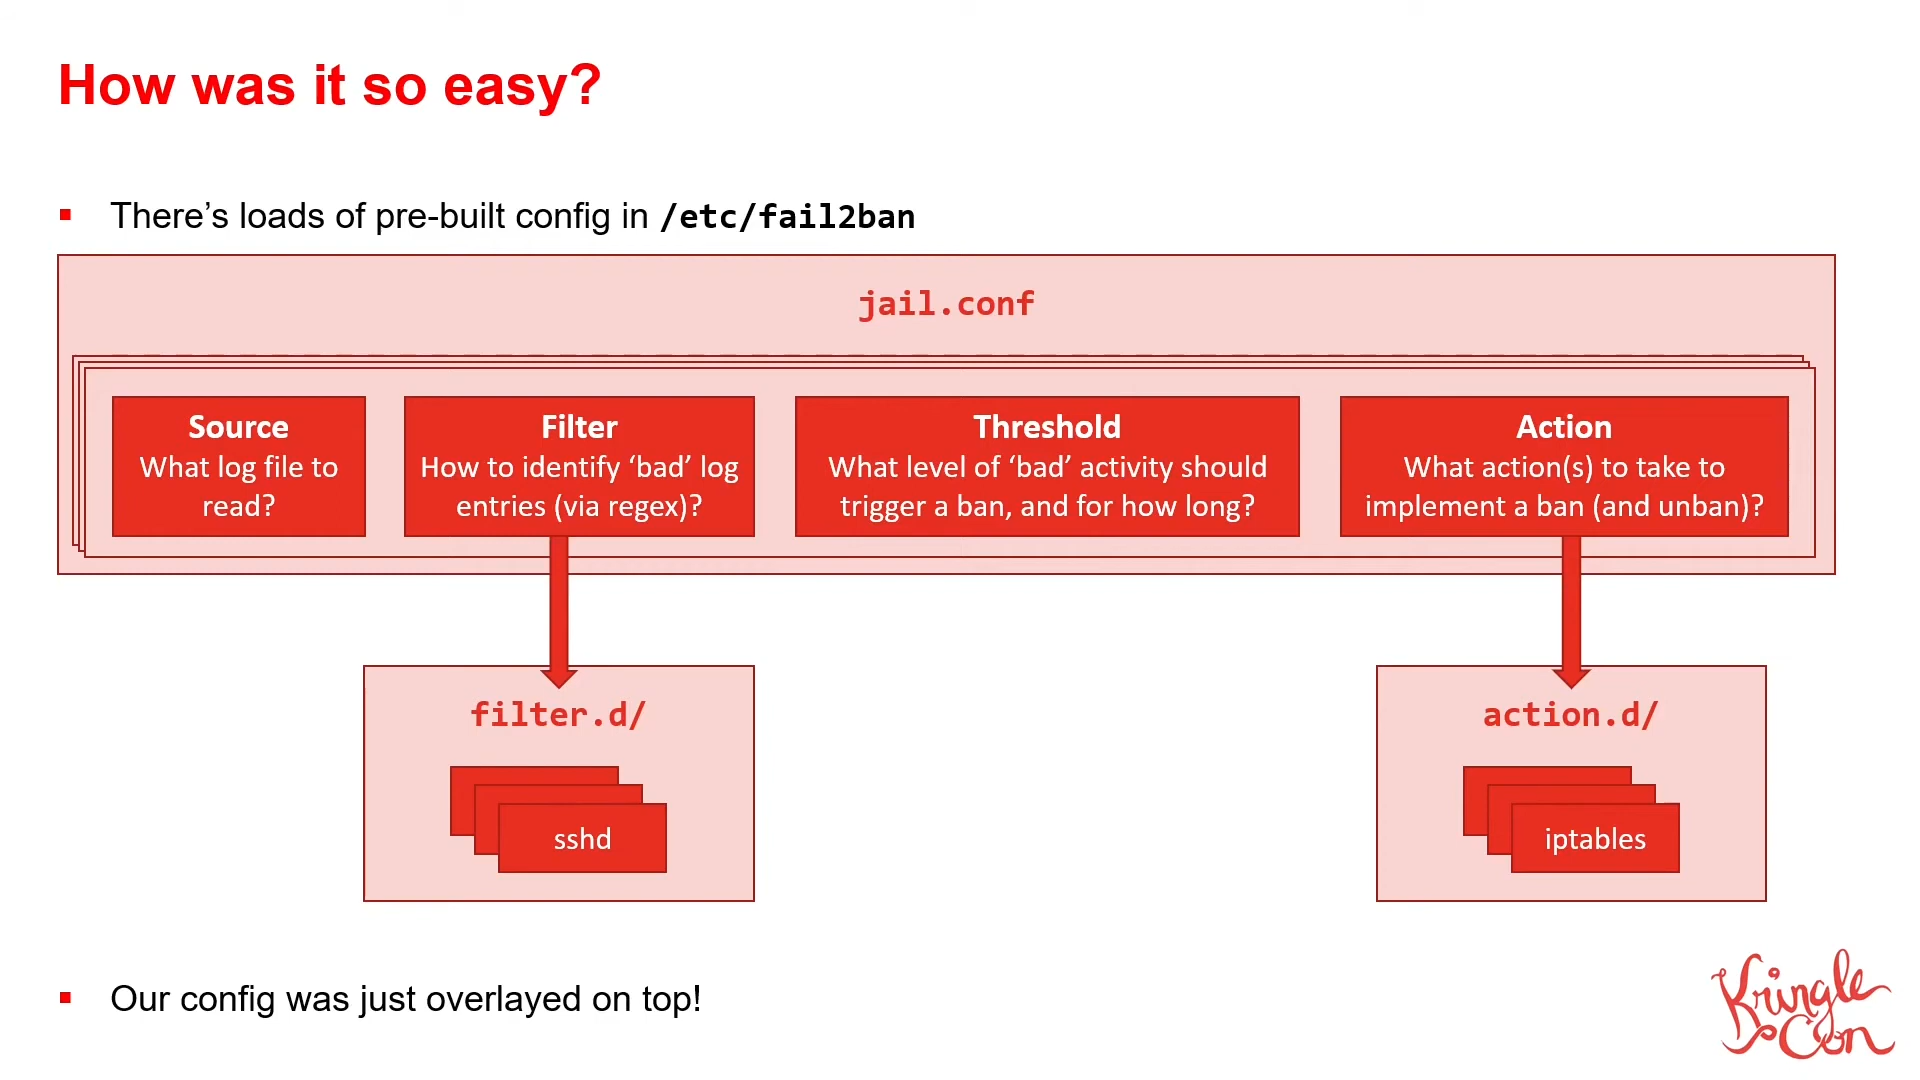 How was it so easy?
There’s loads of pre-built config in /etc/fail2ban
jail.conf
Source
What log file to
read?
Filter
How to identify ‘bad’ log
entries (via regex)?
Threshold
What level of ‘bad’ activity should
trigger a ban, and for how long?
Action
What action(s) to take to
implement a ban (and unban)?
filter.d/
sshd
action.d/
iptables
Our config was just overlayed on top!
Kringle
Con